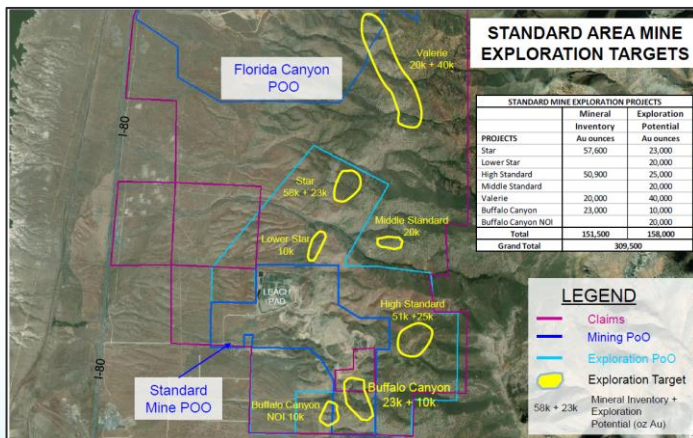 STANDARD AREA MINE
EXPLORATION TARGETS
Florida Canyon
POO
Valerie
20k + 40k
I-80
STANDARD MINE EXPLORATION PROJECTS
Mineral Exploration
Inventory Potential
PROJECTS Au ounces Au ounces
Star 57,600 23,000
Lower Star 20,000
High Standard 50,900 25,000
Middle Standard 20,000
Valerie 20,000 40,000
Buffalo Canyon 23,000 10,000
Buffalo Canyon NOI 20,000
Total 151,500 158,000
Grand Total 309,500
Star
58k + 23k
Middle Standard
20k
Lower Star
10k
LEACH
PAD
High Standard
51k +25k
I-80
Standard
Mine POO
Buffalo Canyon
23k + 10k
Buffalo Canyon
NOI 10k
LEGEND
Claims
Mining PoO
Exploration PoO
Exploration Target
58k + 23k
Mineral Inventory +
Exploration
Potential (oz Au)